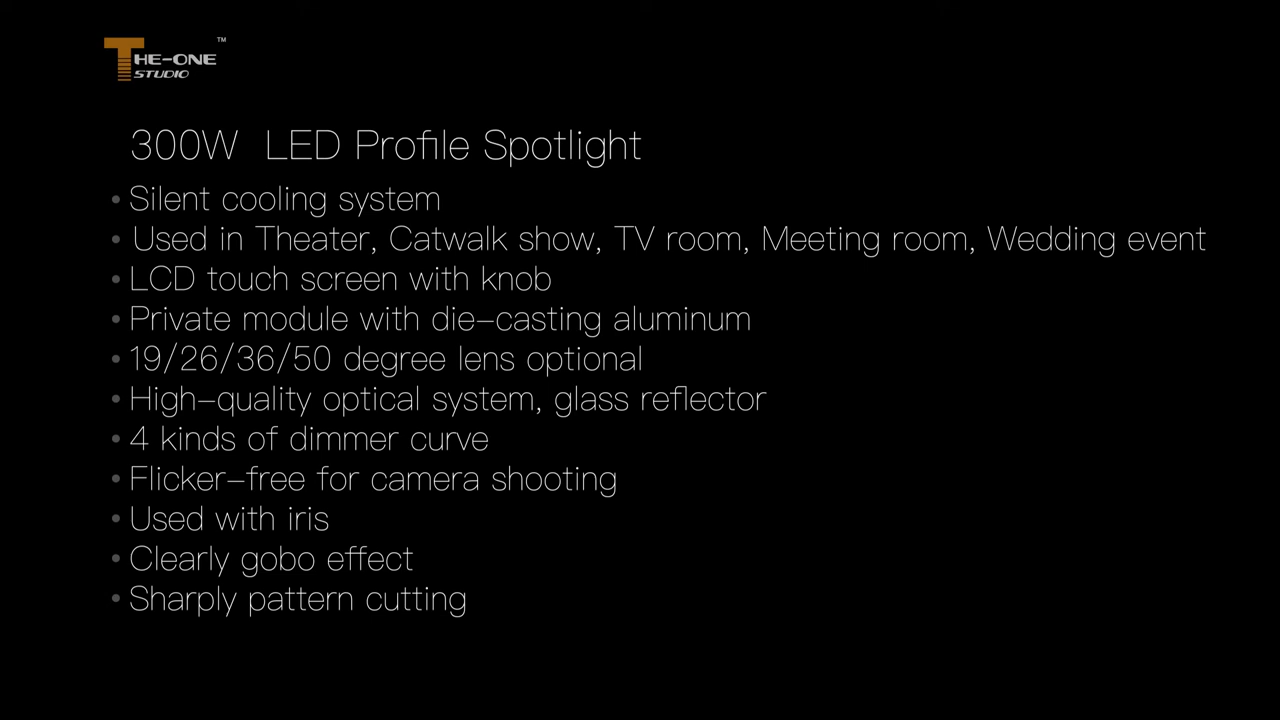 THE-ONE™
STUDIO
300W LED Profile Spotlight
• Silent cooling system
• Used in Theater, Catwalk show, TV room, Meeting room, Wedding event
• LCD touch screen with knob
• Private module with die-casting aluminum
• 19/26/36/50 degree lens optional
• High-quality optical system, glass reflector
• 4 kinds of dimmer curve
• Flicker-free for camera shooting
• Used with iris
• Clearly gobo effect
• Sharply pattern cutting